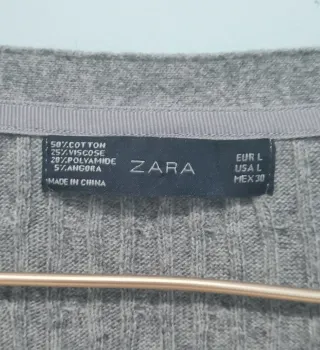 50%COTTON
25%VISCOSE
20%POLYAMIDE
5%ANGORA
MADE IN CHINA
ZARA
EUR L
USA L
MEX 30